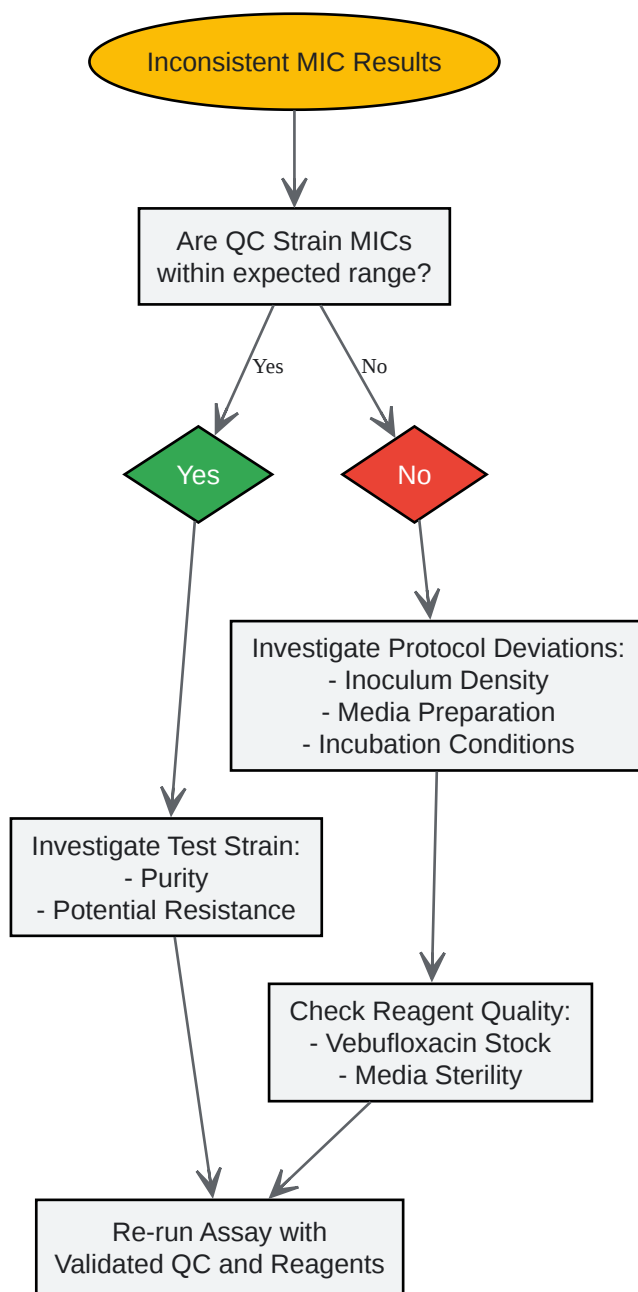 Inconsistent MIC Results
Are QC Strain MICs
within expected range?
Yes
No
Yes
No
Investigate Protocol Deviations:
- Inoculum Density
- Media Preparation
- Incubation Conditions
Investigate Test Strain:
- Purity
- Potential Resistance
Check Reagent Quality:
- Vebufloxacin Stock
- Media Sterility
Re-run Assay with
Validated QC and Reagents